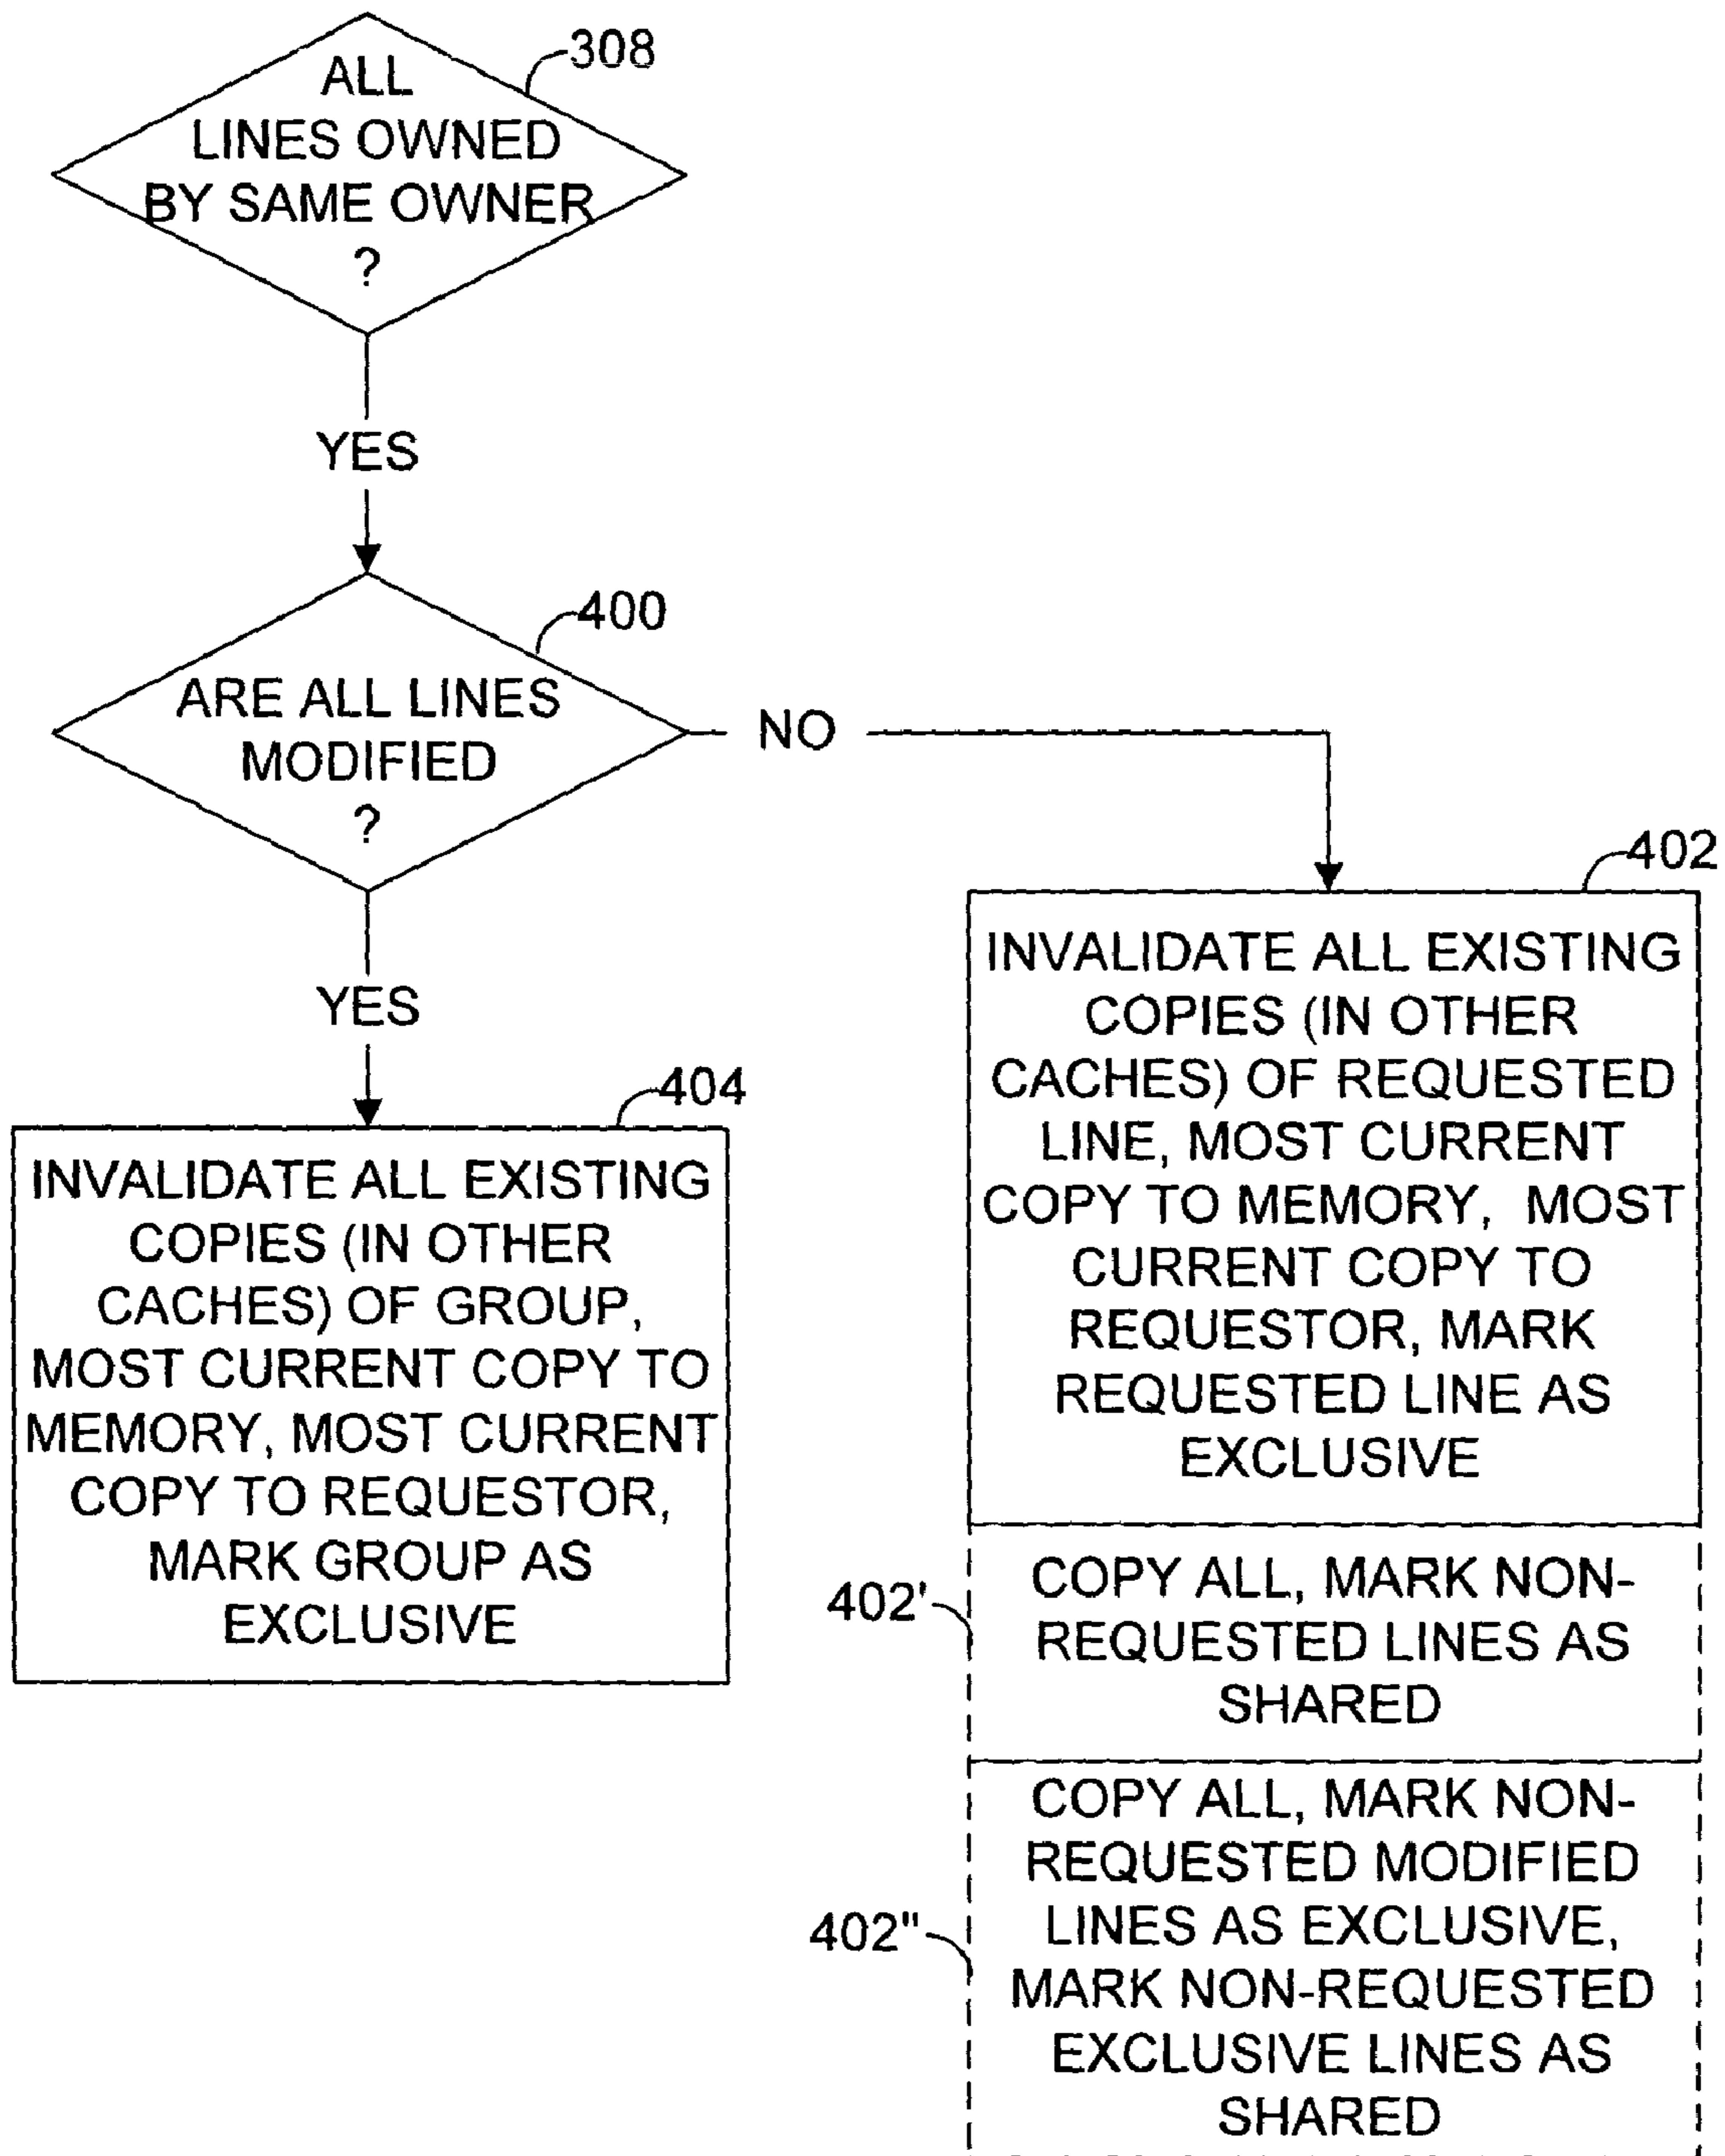 308
ALL
LINES OWNED
BY SAME OWNER
?
YES
400
ARE ALL LINES
MODIFIED
?
NO
YES
402
INVALIDATE ALL EXISTING
COPIES (IN OTHER
CACHES) OF REQUESTED
LINE, MOST CURRENT
COPY TO MEMORY, MOST
CURRENT COPY TO
REQUESTOR, MARK
REQUESTED LINE AS
EXCLUSIVE
404
INVALIDATE ALL EXISTING
COPIES (IN OTHER
CACHES) OF GROUP,
MOST CURRENT COPY TO
MEMORY, MOST CURRENT
COPY TO REQUESTOR,
MARK GROUP AS
EXCLUSIVE
402'
COPY ALL, MARK NON-
REQUESTED LINES AS
SHARED
402"
COPY ALL, MARK NON-
REQUESTED MODIFIED
LINES AS EXCLUSIVE,
MARK NON-REQUESTED
EXCLUSIVE LINES AS
SHARED